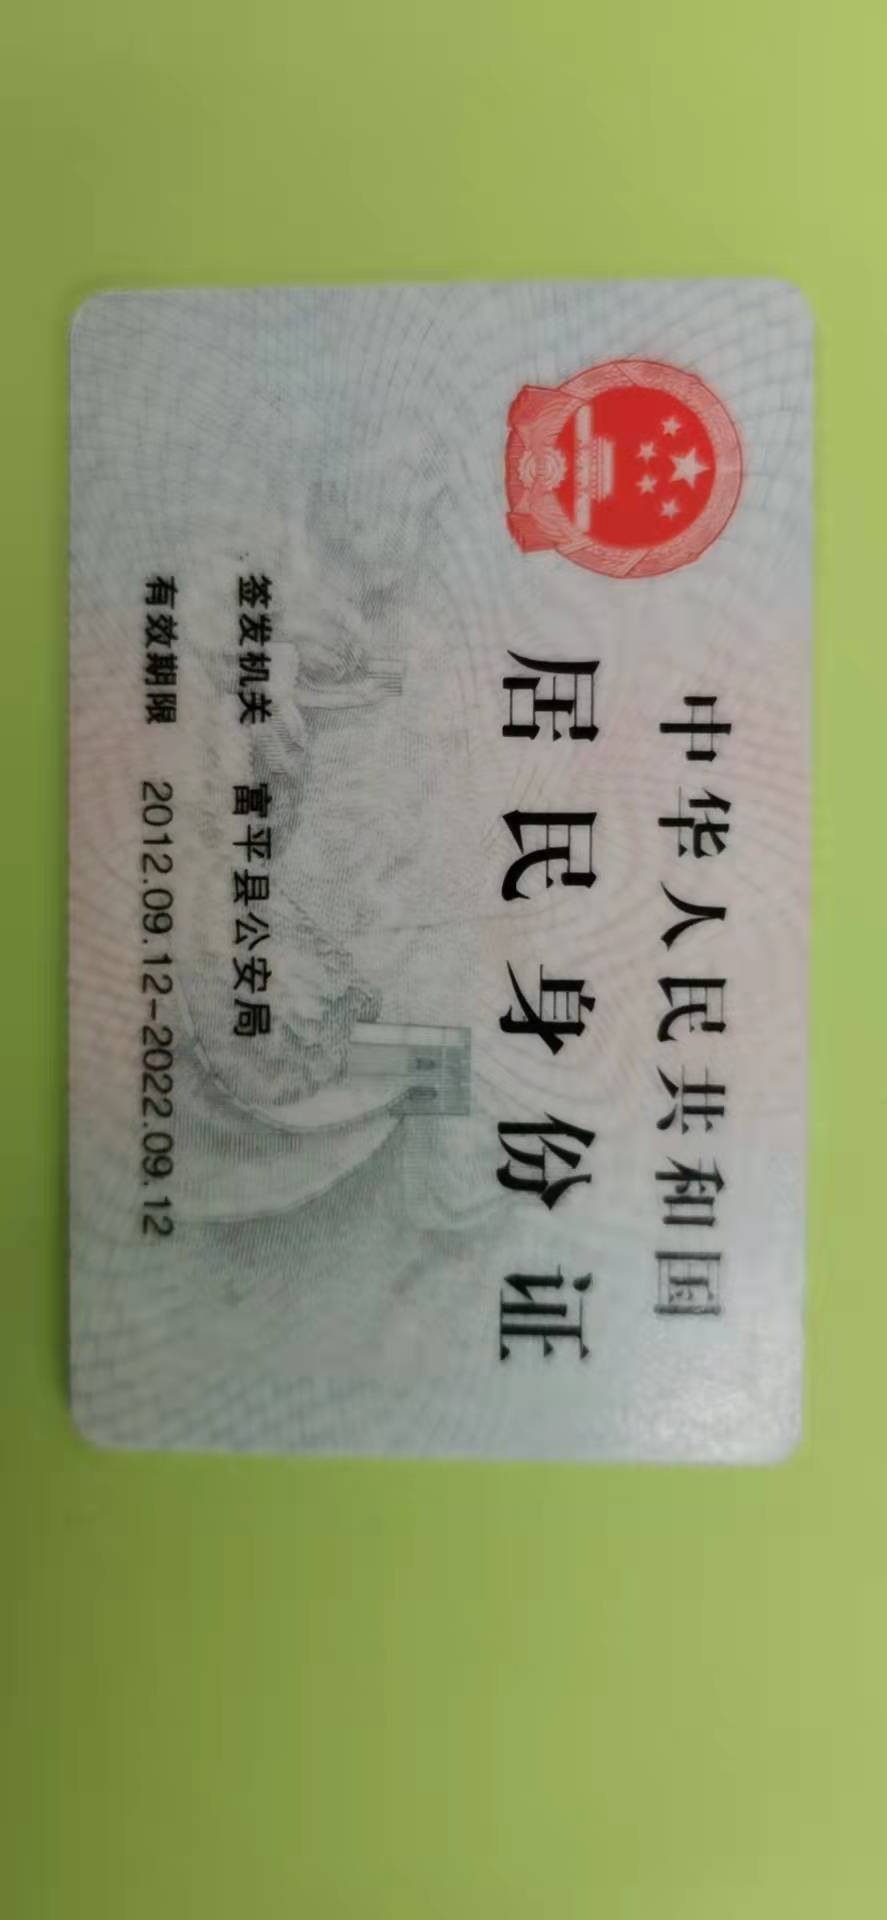 中华人民共和国
居民身份证
签发机关 富平县公安局
有效期限 2012.09.12-2022.09.12